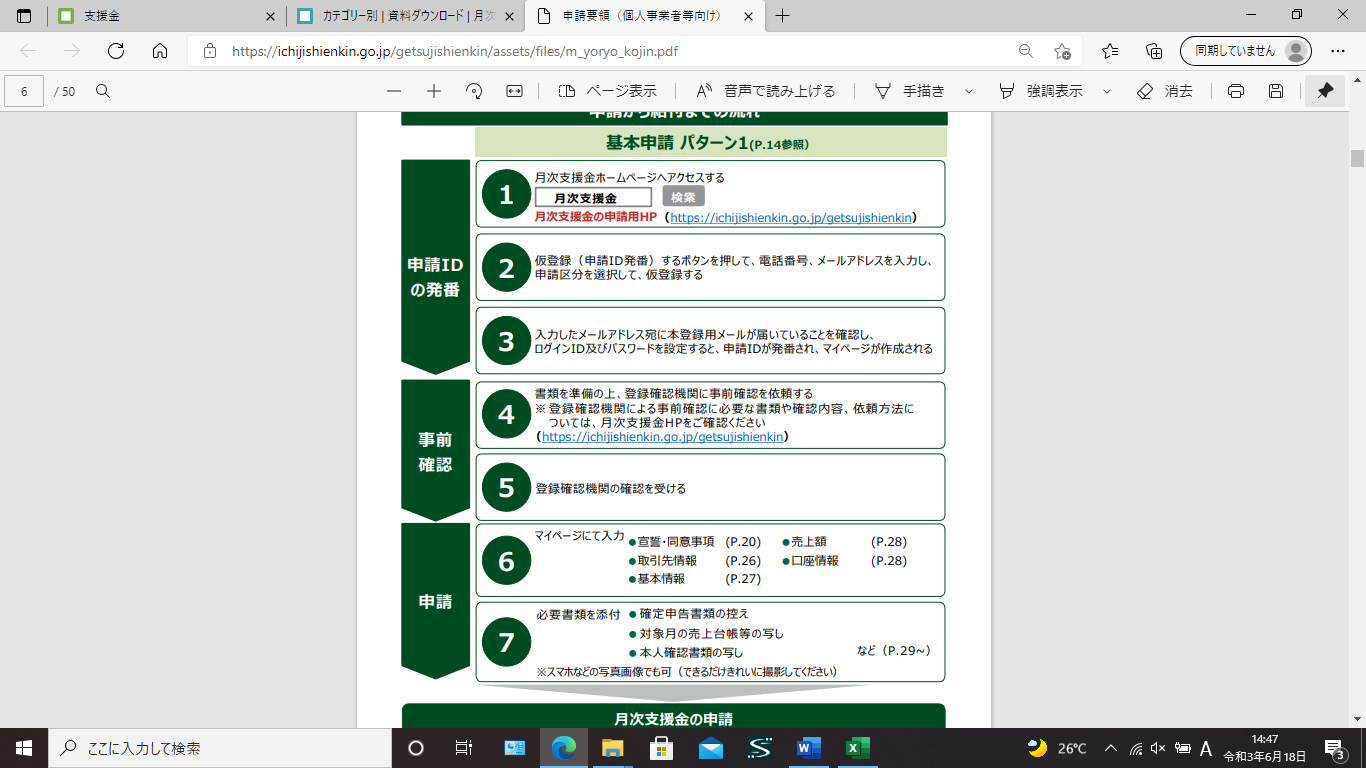 支援金
カテゴリー別 | 資料ダウンロード | 月次
申請要領（個人事業者等向け）
https://ichijishienkin.go.jp/getsujishienkin/assets/files/m_yoryo_kojin.pdf
同期していません
6 / 50
ページ表示
音声で読み上げる
手描き
強調表示
消去
申請から給付までの流れ
基本申請 パターン1(P.14参照)
申請ID
の発番
1
月次支援金ホームページへアクセスする
月次支援金 検索
月次支援金の申請用HP（https://ichijishienkin.go.jp/getsujishienkin）
2
仮登録（申請ID発番）するボタンを押して、電話番号、メールアドレスを入力し、
申請区分を選択して、仮登録する
3
入力したメールアドレス宛に本登録用メールが届いていることを確認し、
ログインID及びパスワードを設定すると、申請IDが発番され、マイページが作成される
事前
確認
4
書類を準備の上、登録確認機関に事前確認を依頼する
※ 登録確認機関による事前確認に必要な書類や確認内容、依頼方法に
ついては、月次支援金HPをご確認ください
（https://ichijishienkin.go.jp/getsujishienkin）
5
登録確認機関の確認を受ける
申請
6
マイページにて入力
●宣誓・同意事項 (P.20) ●売上額 (P.28)
●取引先情報 (P.26) ●口座情報 (P.28)
●基本情報 (P.27)
7
必要書類を添付 ● 確定申告書類の控え
● 対象月の売上台帳等の写し
● 本人確認書類の写し など（P.29~）
※スマホなどの写真画像でも可（できるだけきれいに撮影してください）
月次支援金の申請
ここに入力して検索
26℃
A
14:47
令和3年6月18日
3